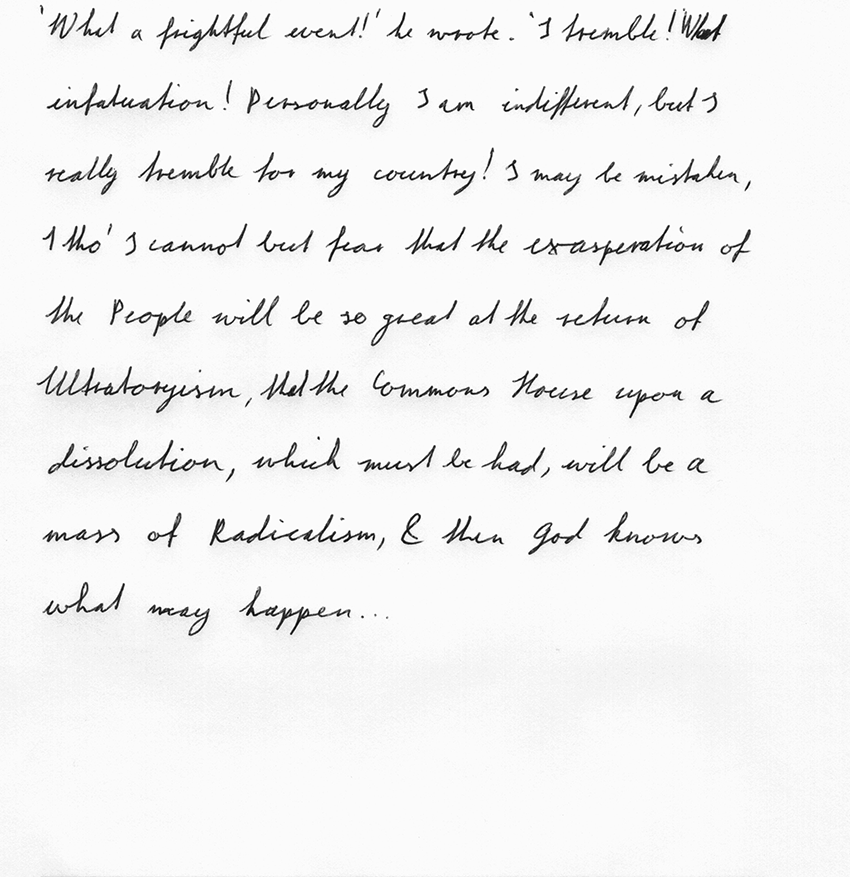 'What a frightful event!' he wrote. 'I tremble! What
infatuation! Personally I am indifferent, but I
really tremble for my country! I may be mistaken,
I tho' I cannot but fear that the exasperation of
the People will be so great at the return of
Ultratoryism, that the Commons House upon a
dissolution, which must be had, will be a
mass of Radicalism, & then God knows
what may happen...